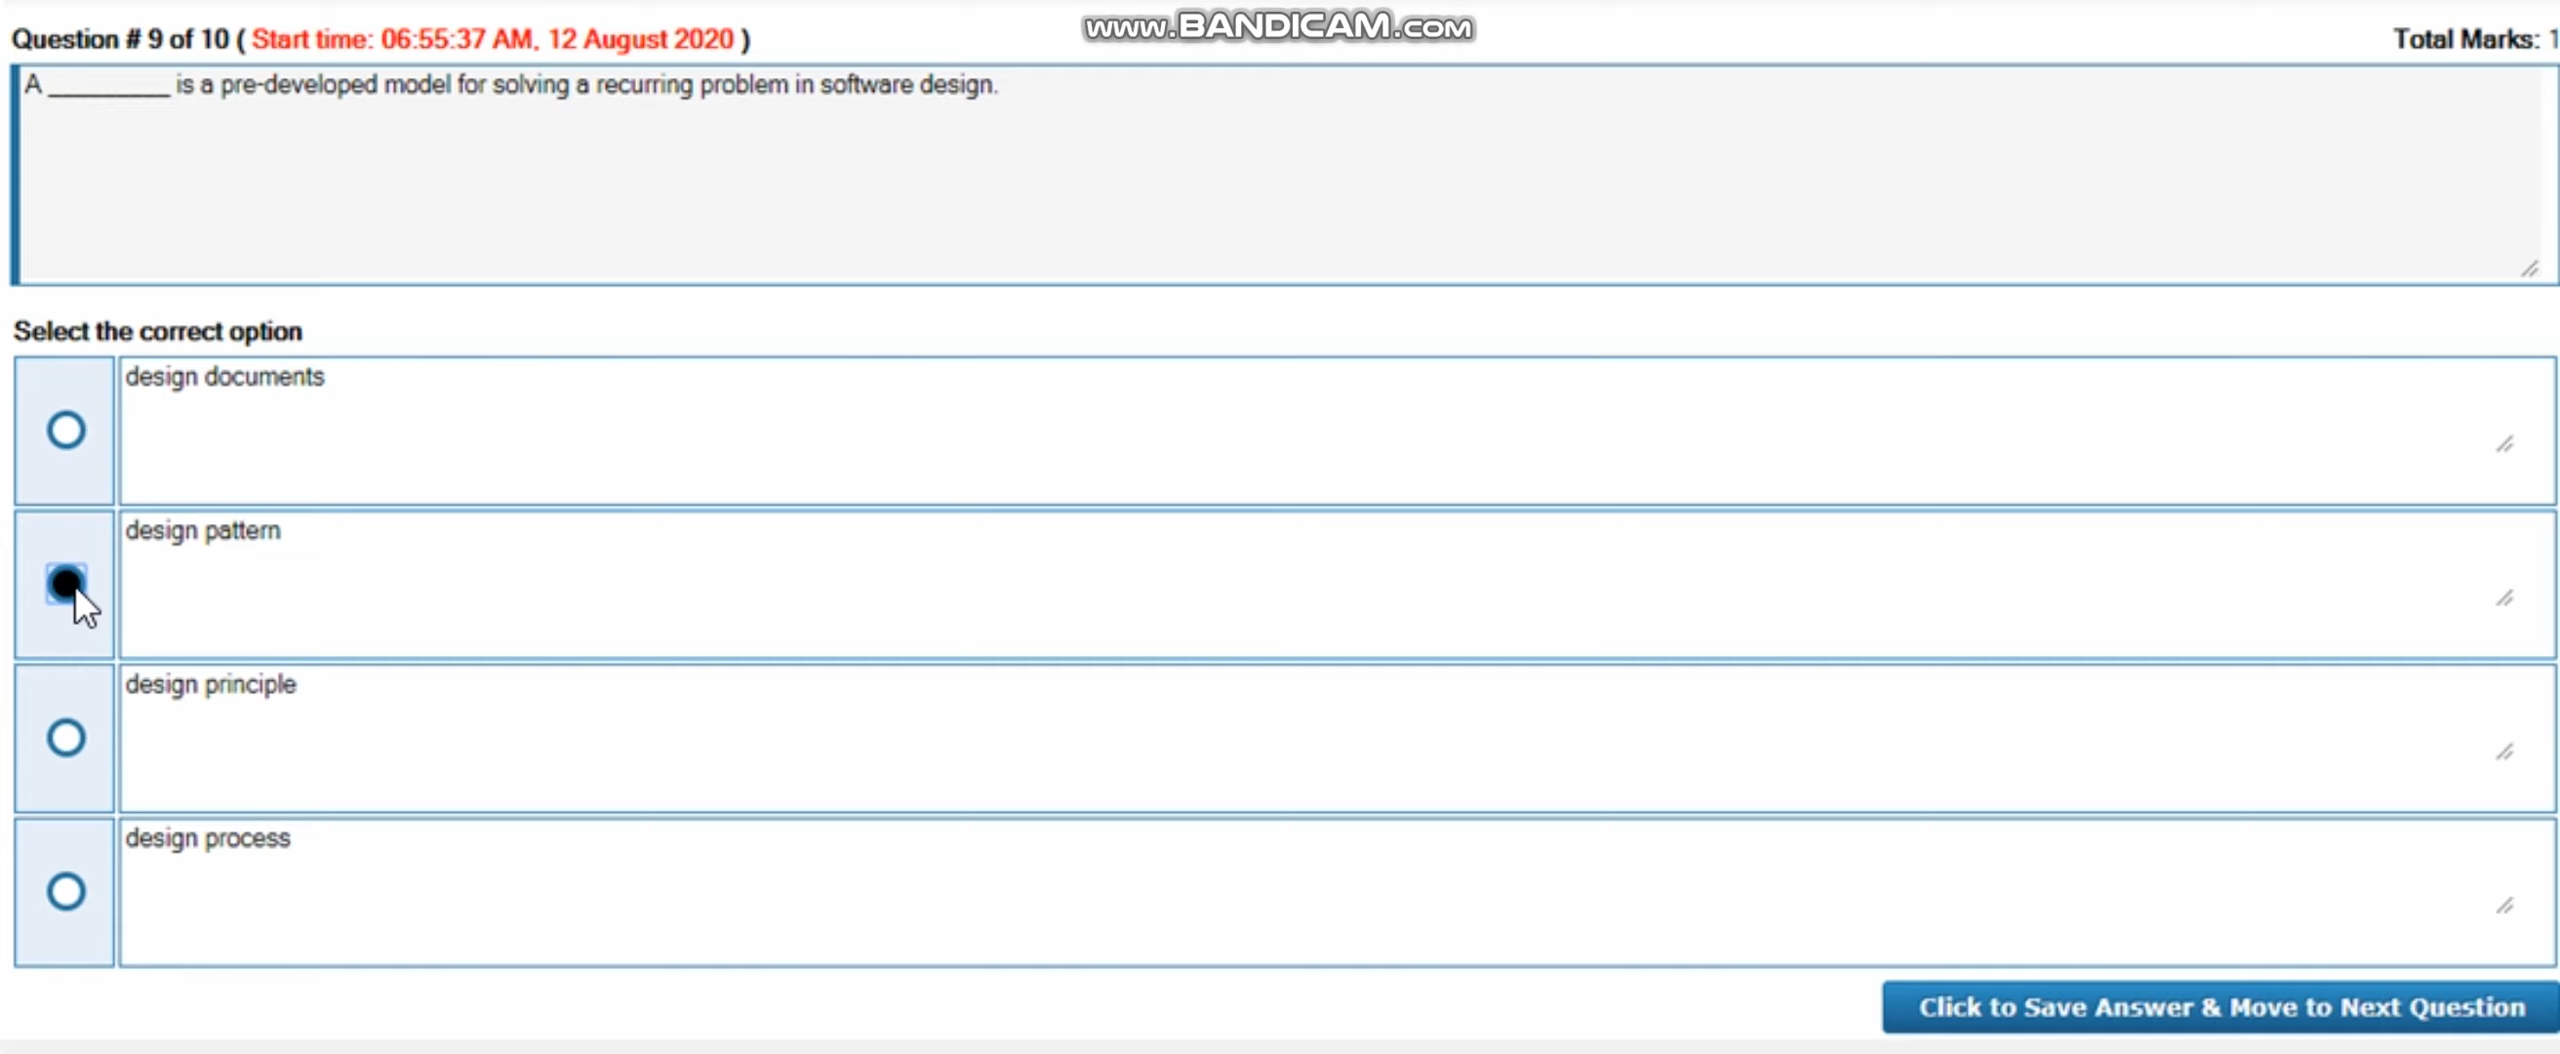 www.BANDICAM.com
Question # 9 of 10 ( Start time: 06:55:37 AM, 12 August 2020 )
Total Marks: 1
A __________ is a pre-developed model for solving a recurring problem in software design.
Select the correct option
design documents
design pattern
design principle
design process
Click to Save Answer & Move to Next Question